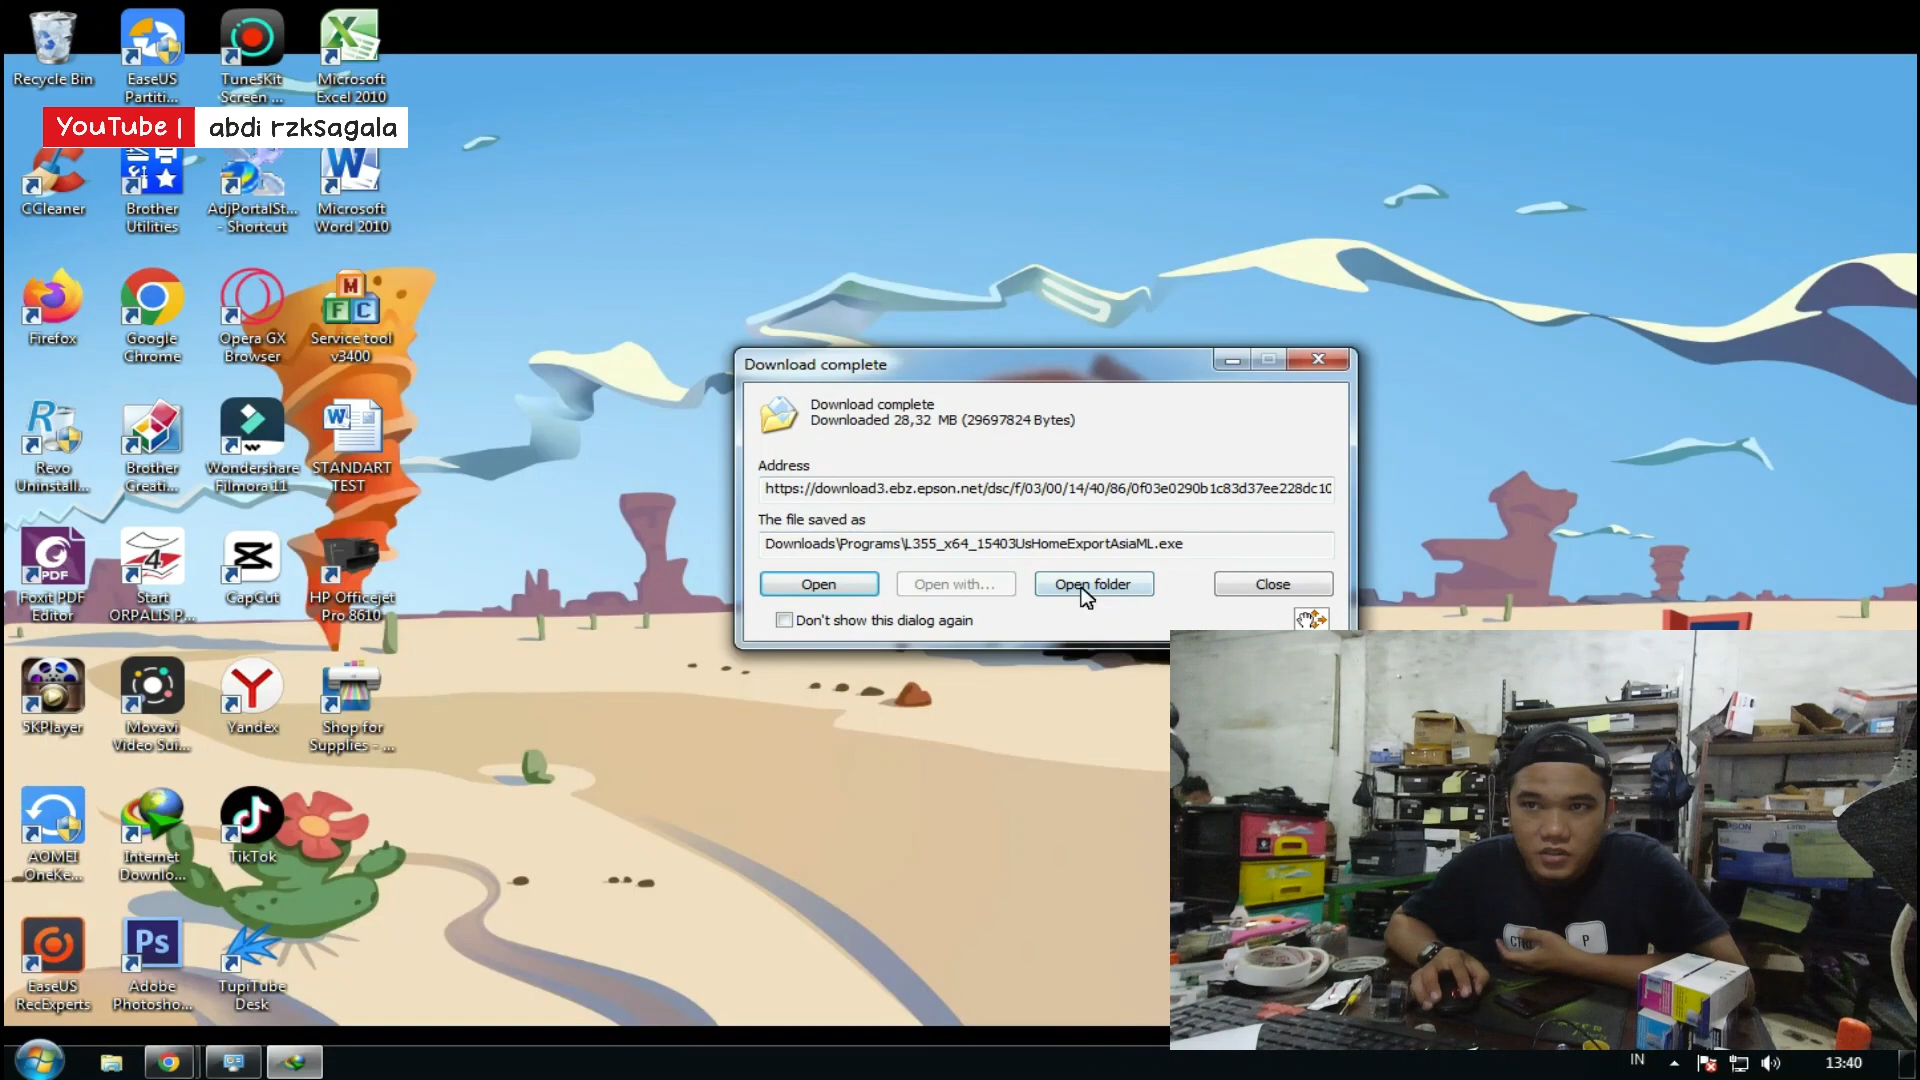 Recycle Bin
EaseUS
Partiti...
TunesKit
Screen ...
Microsoft
Excel 2010
YouTube | abdi rzksagala
CCleaner
Brother
Utilities
AdjPortalSt...
- Shortcut
Microsoft
Word 2010
Firefox
Google
Chrome
Opera GX
Browser
M
F C
Service tool
v3400
Revo
Uninstall...
Brother
Creati...
Wondershare
Filmora 11
STANDART
TEST
PDF
Foxit PDF
Editor
4
Start
ORPALIS P...
CapCut
HP Officejet
Pro 8610
5KPlayer
Movavi
Video Sui...
Yandex
Shop for
Supplies - ...
AOMEI
OneKe...
Internet
Downlo...
TikTok
EaseUS
RecExperts
Ps
Adobe
Photosho...
TupiTube
Desk
Download complete
Download complete
Downloaded 28,32 MB (29697824 Bytes)
Address
https://download3.ebz.epson.net/dsc/f/03/00/14/40/86/0f03e0290b1c83d37ee228dc10
The file saved as
Downloads\Programs\L355_x64_15403UsHomeExportAsiaML.exe
Open
Open with...
Open folder
Close
Don't show this dialog again
CTRL
P
IN
13:40